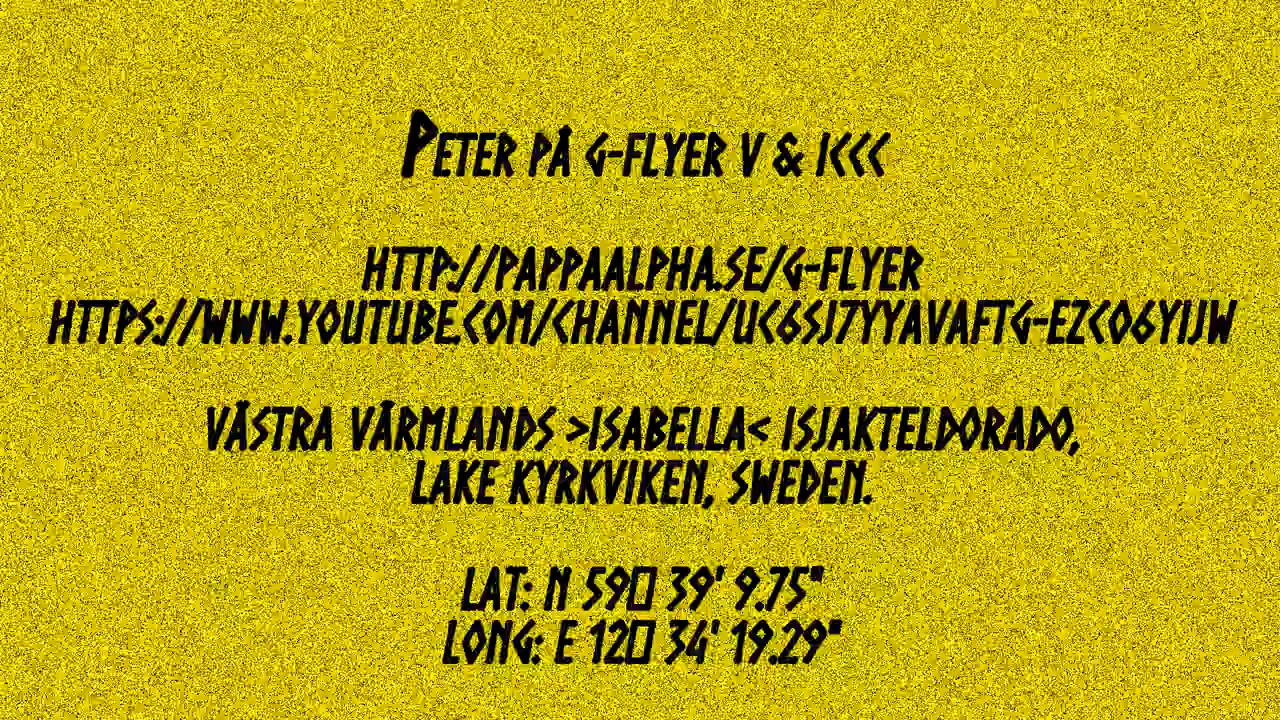 Peter på G-FLYER V & I<<<
HTTP://PAPPAALPHA.SE/G-FLYER
HTTPS://WWW.YOUTUBE.COM/CHANNEL/UC6SJ7YYAVAFTG-EZCO6YIJW
VÄSTRA VÄRMLANDS >ISABELLA< ISJAKTELDORADO,
LAKE KYRKVIKEN, SWEDEN.
LAT: N 59▯ 39' 9.75"
LONG: E 12▯ 34' 19.29"